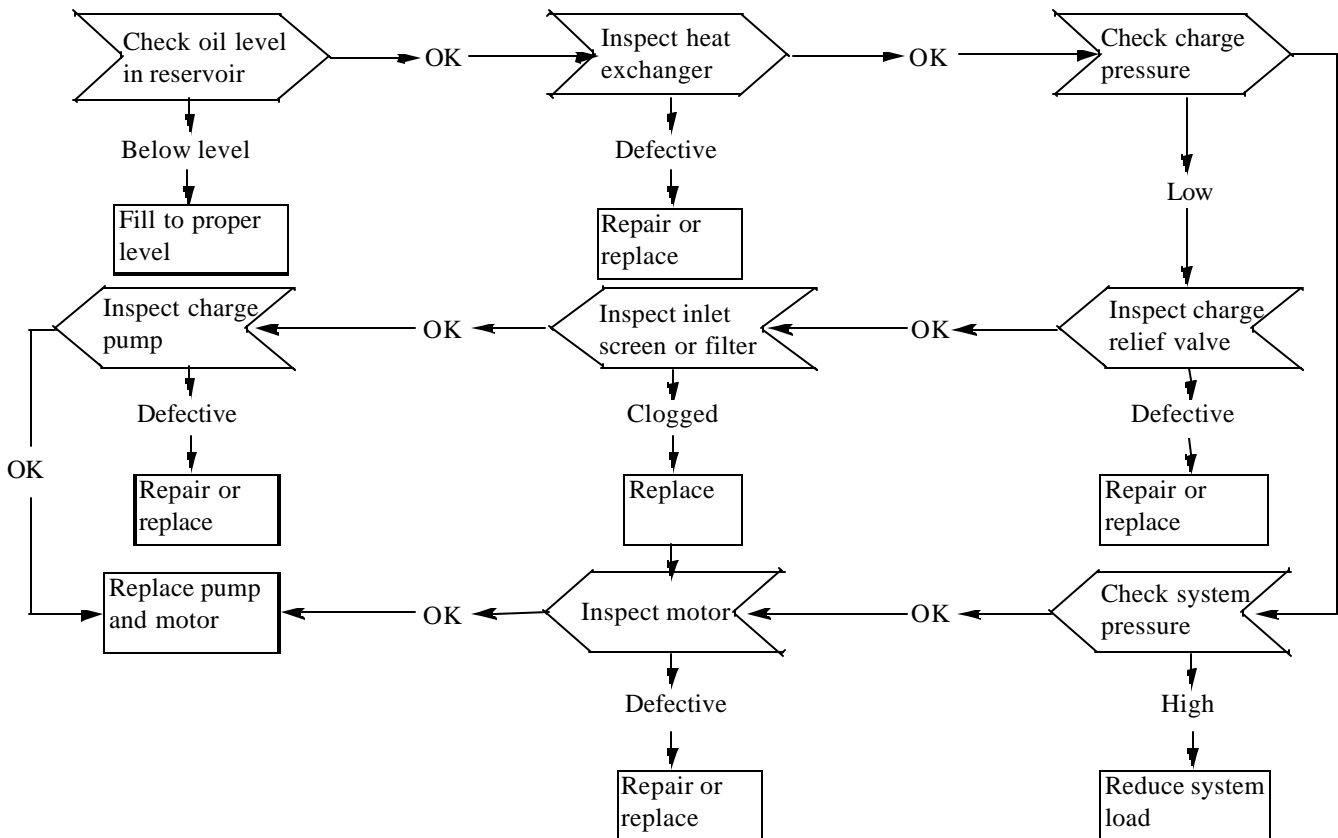 Check oil level
in reservoir
OK
Inspect heat
exchanger
OK
Check charge
pressure
Below level
Defective
Low
Fill to proper
level
Repair or
replace
Inspect charge
pump
OK
Inspect inlet
screen or filter
OK
Inspect charge
relief valve
Defective
Clogged
Defective
OK
Repair or
replace
Replace
Repair or
replace
Replace pump
and motor
OK
Inspect motor
OK
Check system
pressure
Defective
High
Repair or
replace
Reduce system
load